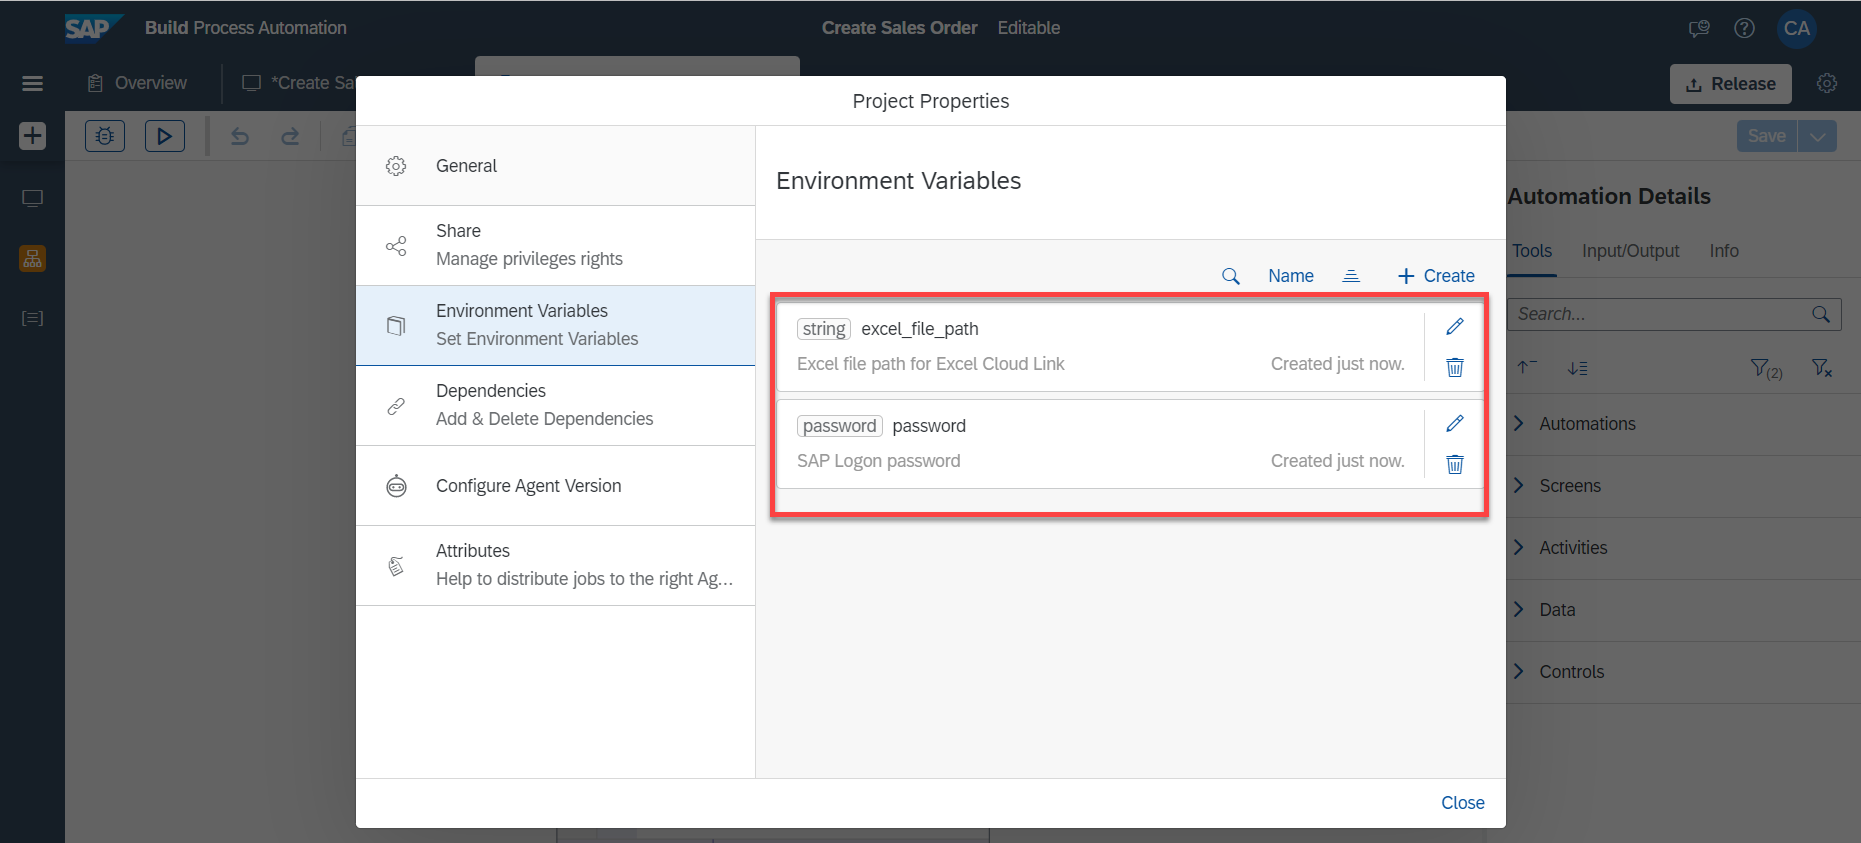 SAP Build Process Automation
Create Sales Order Editable
CA
Overview
*Create Sa
Release
Save
Project Properties
General
Share
Manage privileges rights
Environment Variables
Set Environment Variables
Dependencies
Add & Delete Dependencies
Configure Agent Version
Attributes
Help to distribute jobs to the right Ag...
Environment Variables
Name
Create
string excel_file_path
Excel file path for Excel Cloud Link
Created just now.
password password
SAP Logon password
Created just now.
Close
Automation Details
Tools Input/Output Info
Search...
(2)
Automations
Screens
Activities
Data
Controls